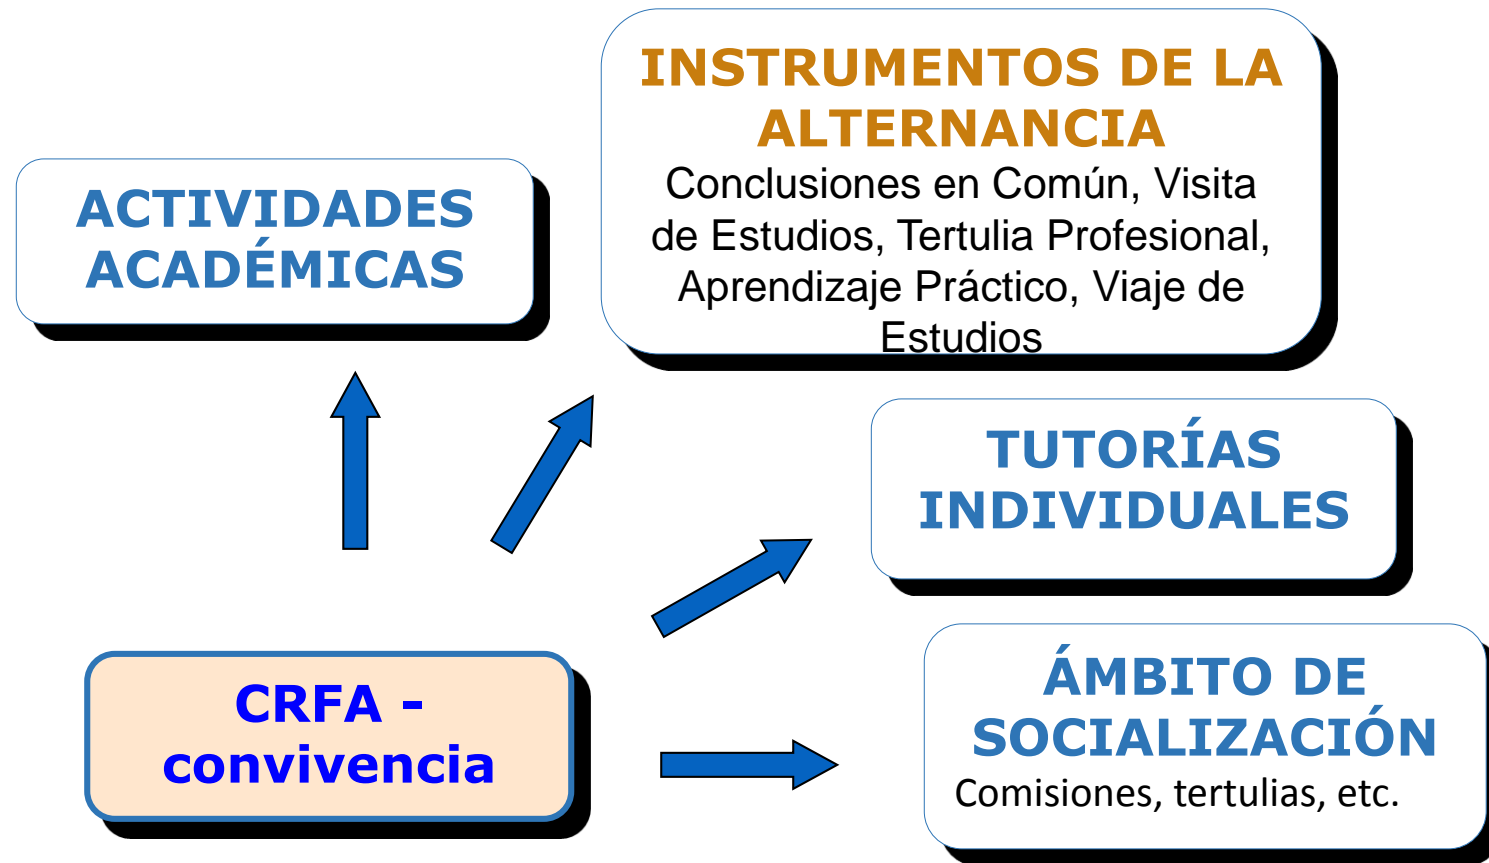 INSTRUMENTOS DE LA
ALTERNANCIA
Conclusiones en Común, Visita
de Estudios, Tertulia Profesional,
Aprendizaje Práctico, Viaje de
Estudios
ACTIVIDADES
ACADÉMICAS
TUTORÍAS
INDIVIDUALES
CRFA -
convivencia
ÁMBITO DE
SOCIALIZACIÓN
Comisiones, tertulias, etc.